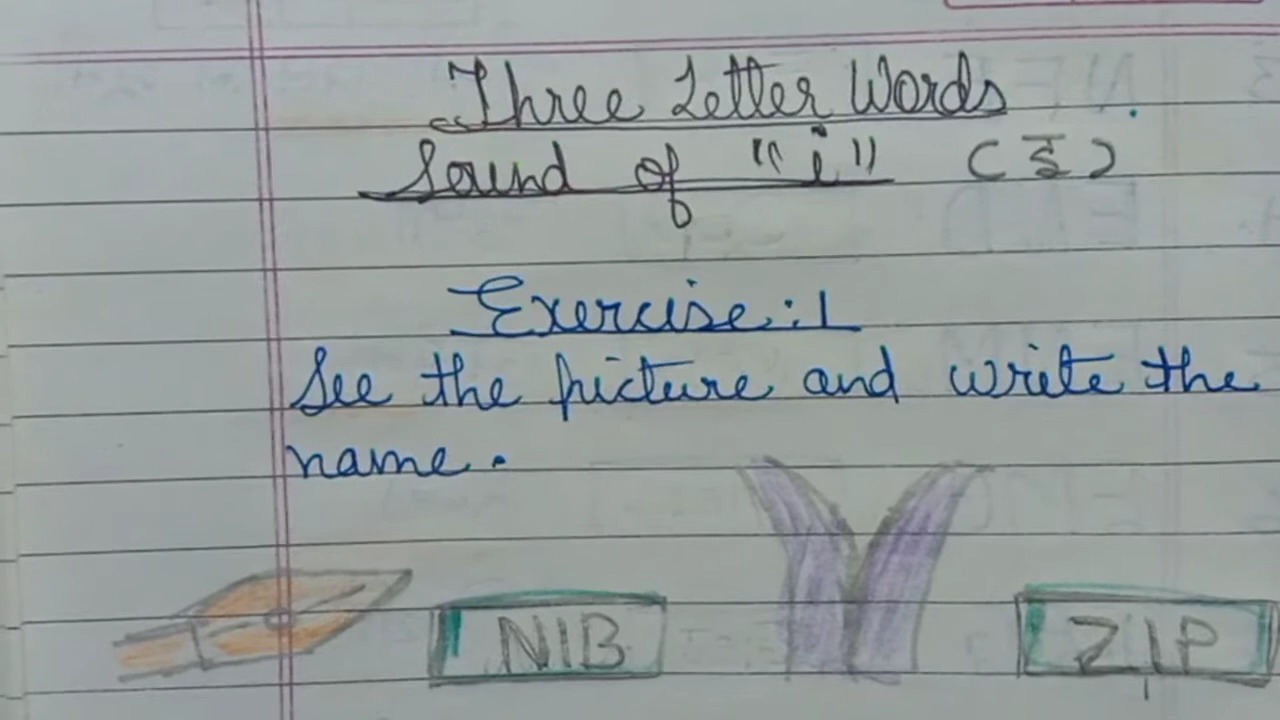 Three Letter Words
Sound of "i" (इ)
Exercise:1
See the picture and write the
name.
NIB ZIP